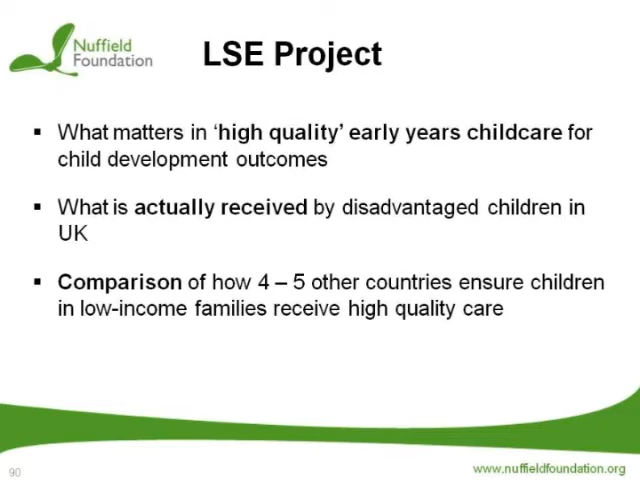 Nuffield
Foundation
LSE Project
▪ What matters in ‘high quality’ early years childcare for
child development outcomes
▪ What is actually received by disadvantaged children in
UK
▪ Comparison of how 4 – 5 other countries ensure children
in low-income families receive high quality care
90
www.nuffieldfoundation.org